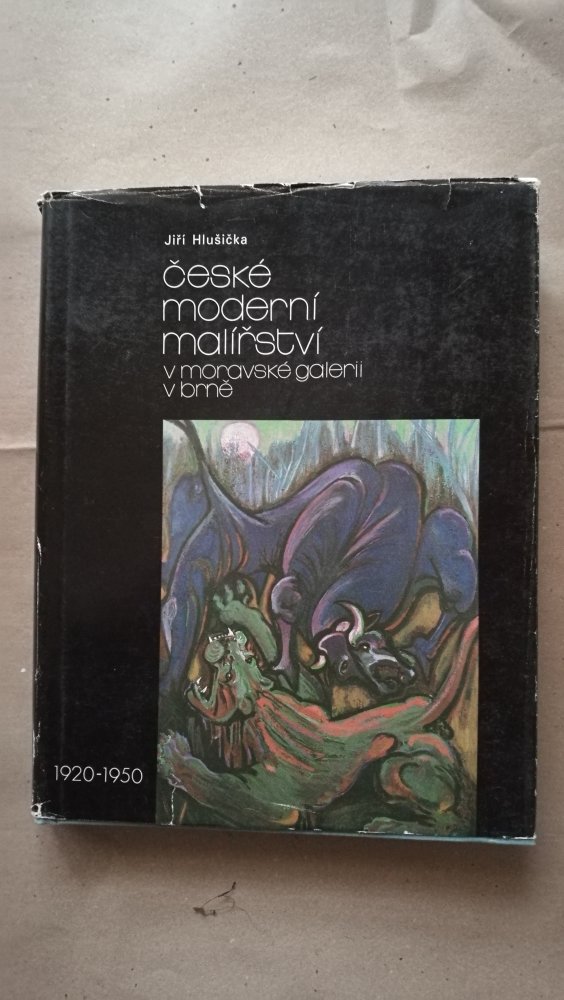 Jiří Hlušička
české
moderní
malířství
v moravské galerii
v brně
1920-1950